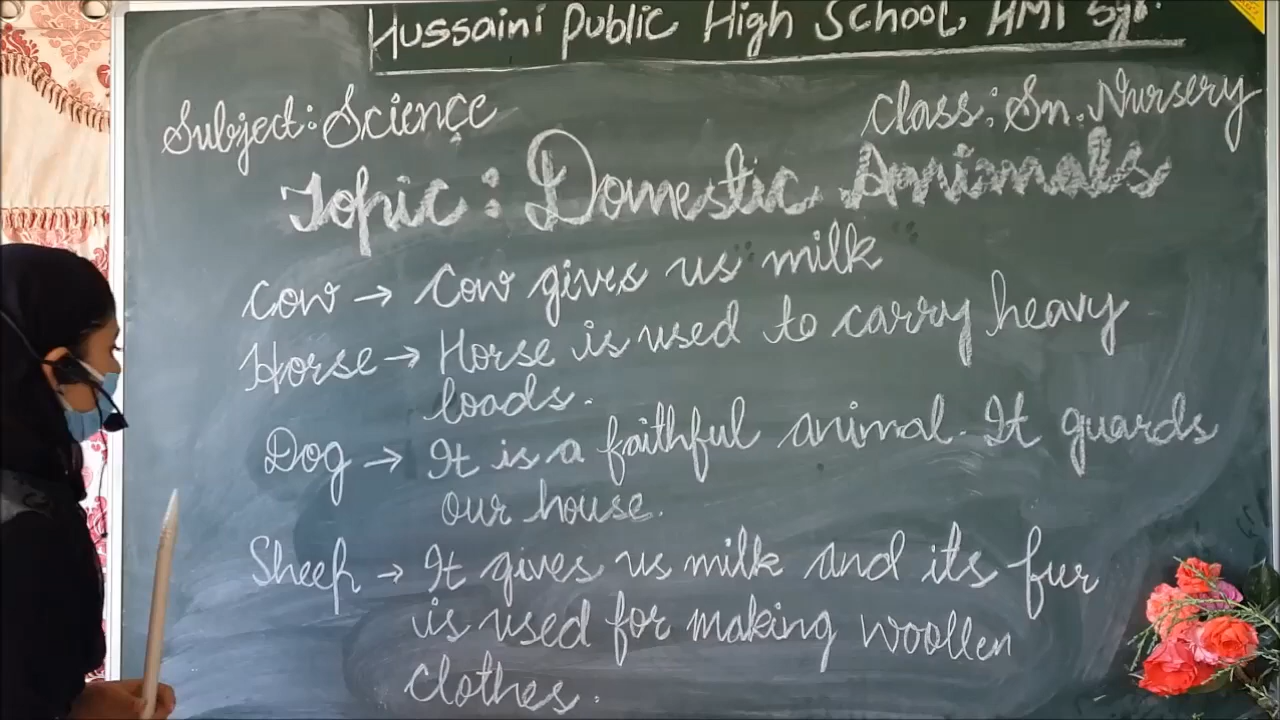 Hussaini Public High School, HMT Sgr.
Subject: Science
Class: Sn. Nursery
Topic: Domestic Animals
Cow → Cow gives us milk
Horse → Horse is used to carry heavy
loads.
Dog → It is a faithful animal. It guards
our house.
Sheep → It gives us milk and its fur
is used for making woollen
clothes.